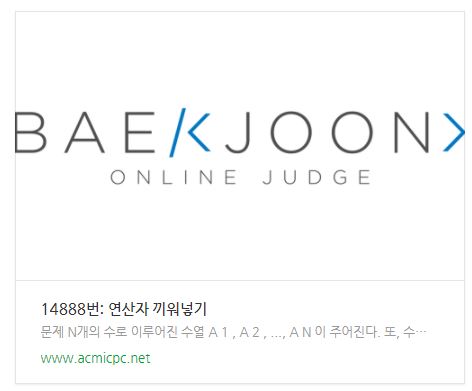 BAEKJOON
ONLINE JUDGE
14888번: 연산자 끼워넣기
문제 N개의 수로 이루어진 수열 A 1 , A 2 , ..., A N 이 주어진다. 또, 수…
www.acmicpc.net